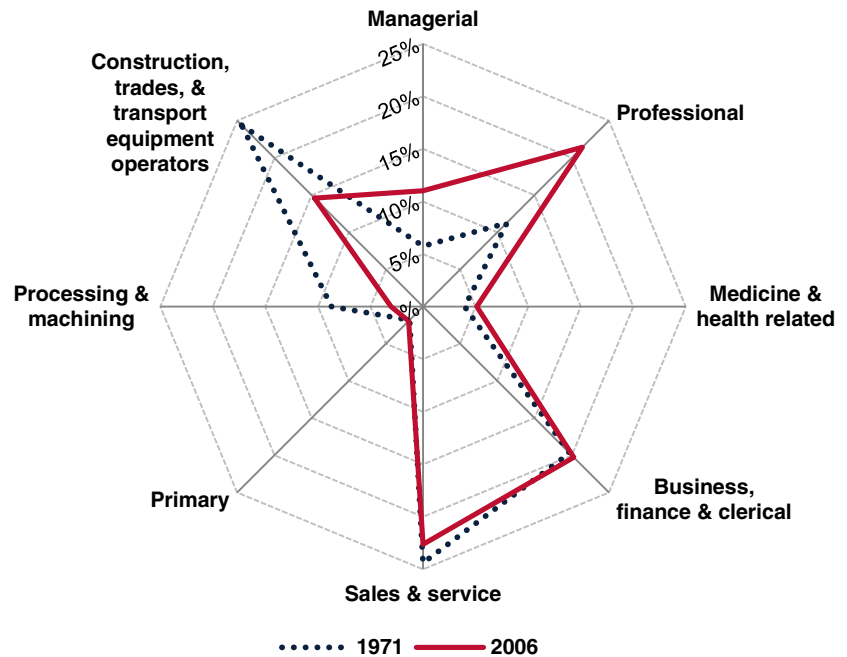 Managerial
25%
Construction,
trades, &
transport
equipment
operators
20%
Professional
15%
10%
5%
Processing &
machining
%
Medicine &
health related
Primary
Business,
finance & clerical
Sales & service
1971
2006